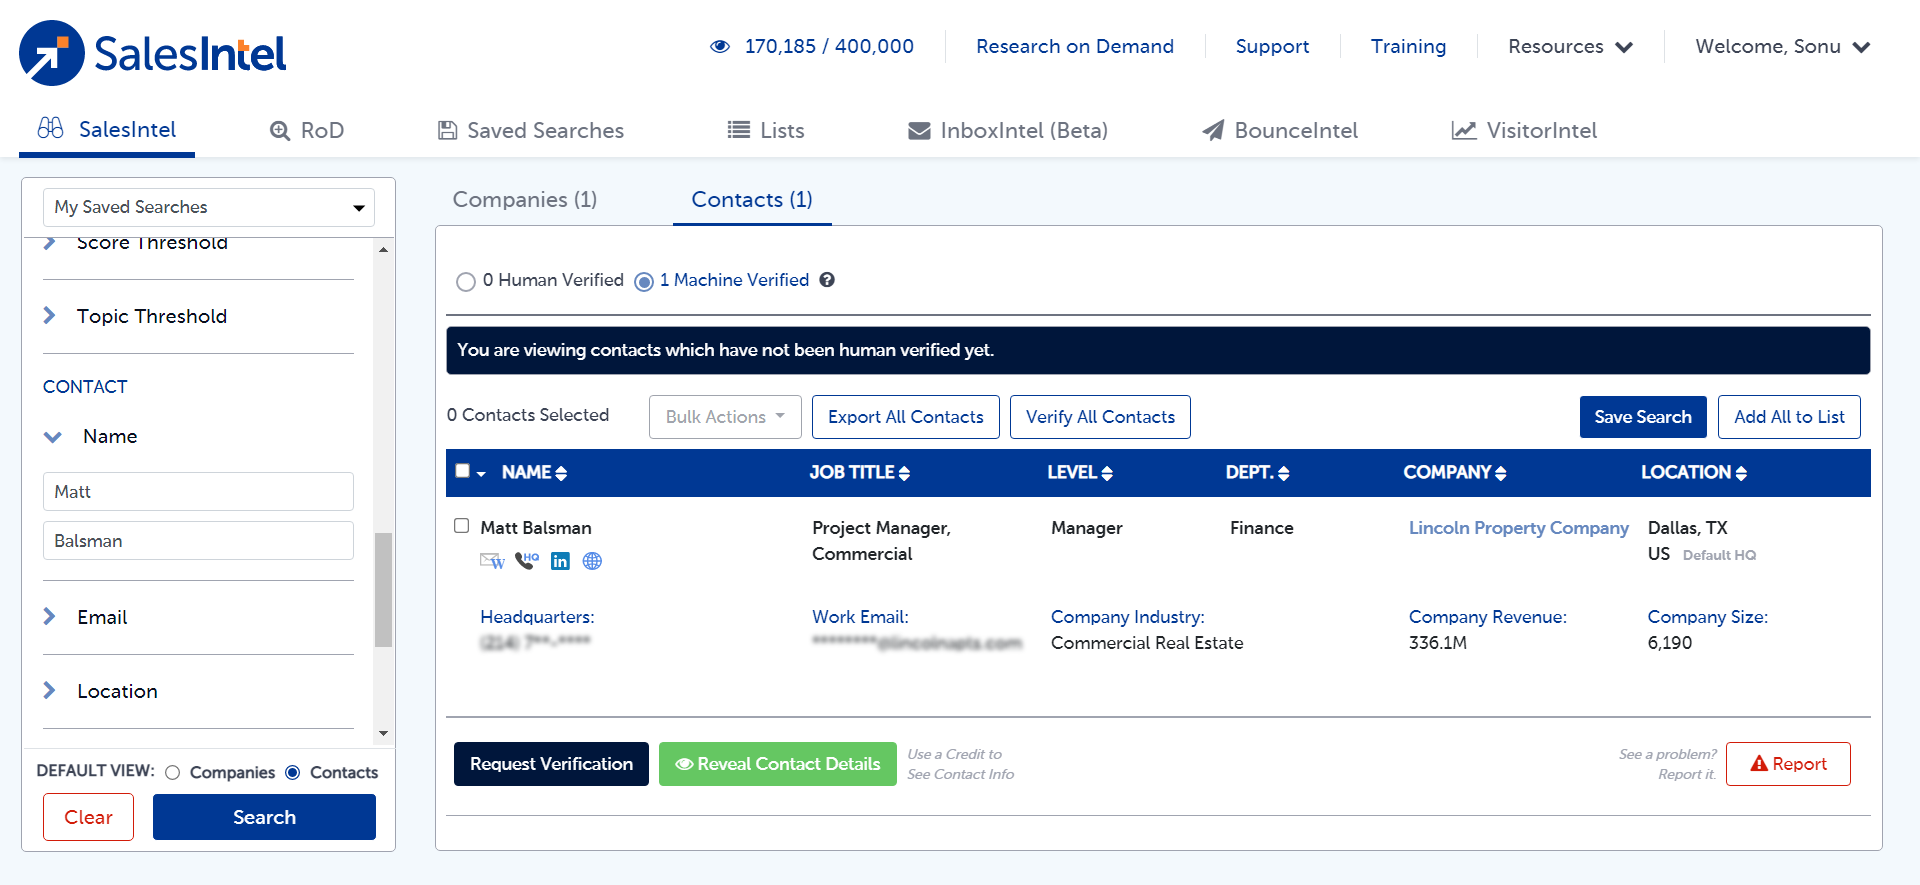 SalesIntel
170,185 / 400,000
Research on Demand
Support
Training
Resources
Welcome, Sonu
SalesIntel
RoD
Saved Searches
Lists
InboxIntel (Beta)
BounceIntel
VisitorIntel
My Saved Searches
Score Threshold
Topic Threshold
CONTACT
Name
Matt
Balsman
Email
Location
DEFAULT VIEW: Companies Contacts
Clear
Search
Companies (1)
Contacts (1)
0 Human Verified 1 Machine Verified ?
You are viewing contacts which have not been human verified yet.
0 Contacts Selected
Bulk Actions
Export All Contacts
Verify All Contacts
Save Search
Add All to List
NAME JOB TITLE LEVEL DEPT. COMPANY LOCATION
Matt Balsman
W HQ in
Project Manager,
Commercial
Manager
Finance
Lincoln Property Company
Dallas, TX
US Default HQ
Headquarters:
(214) 7**-****
Work Email:
Company Industry:
Commercial Real Estate
Company Revenue:
336.1M
Company Size:
6,190
Request Verification
Reveal Contact Details
Use a Credit to
See Contact Info
See a problem?
Report it.
Report